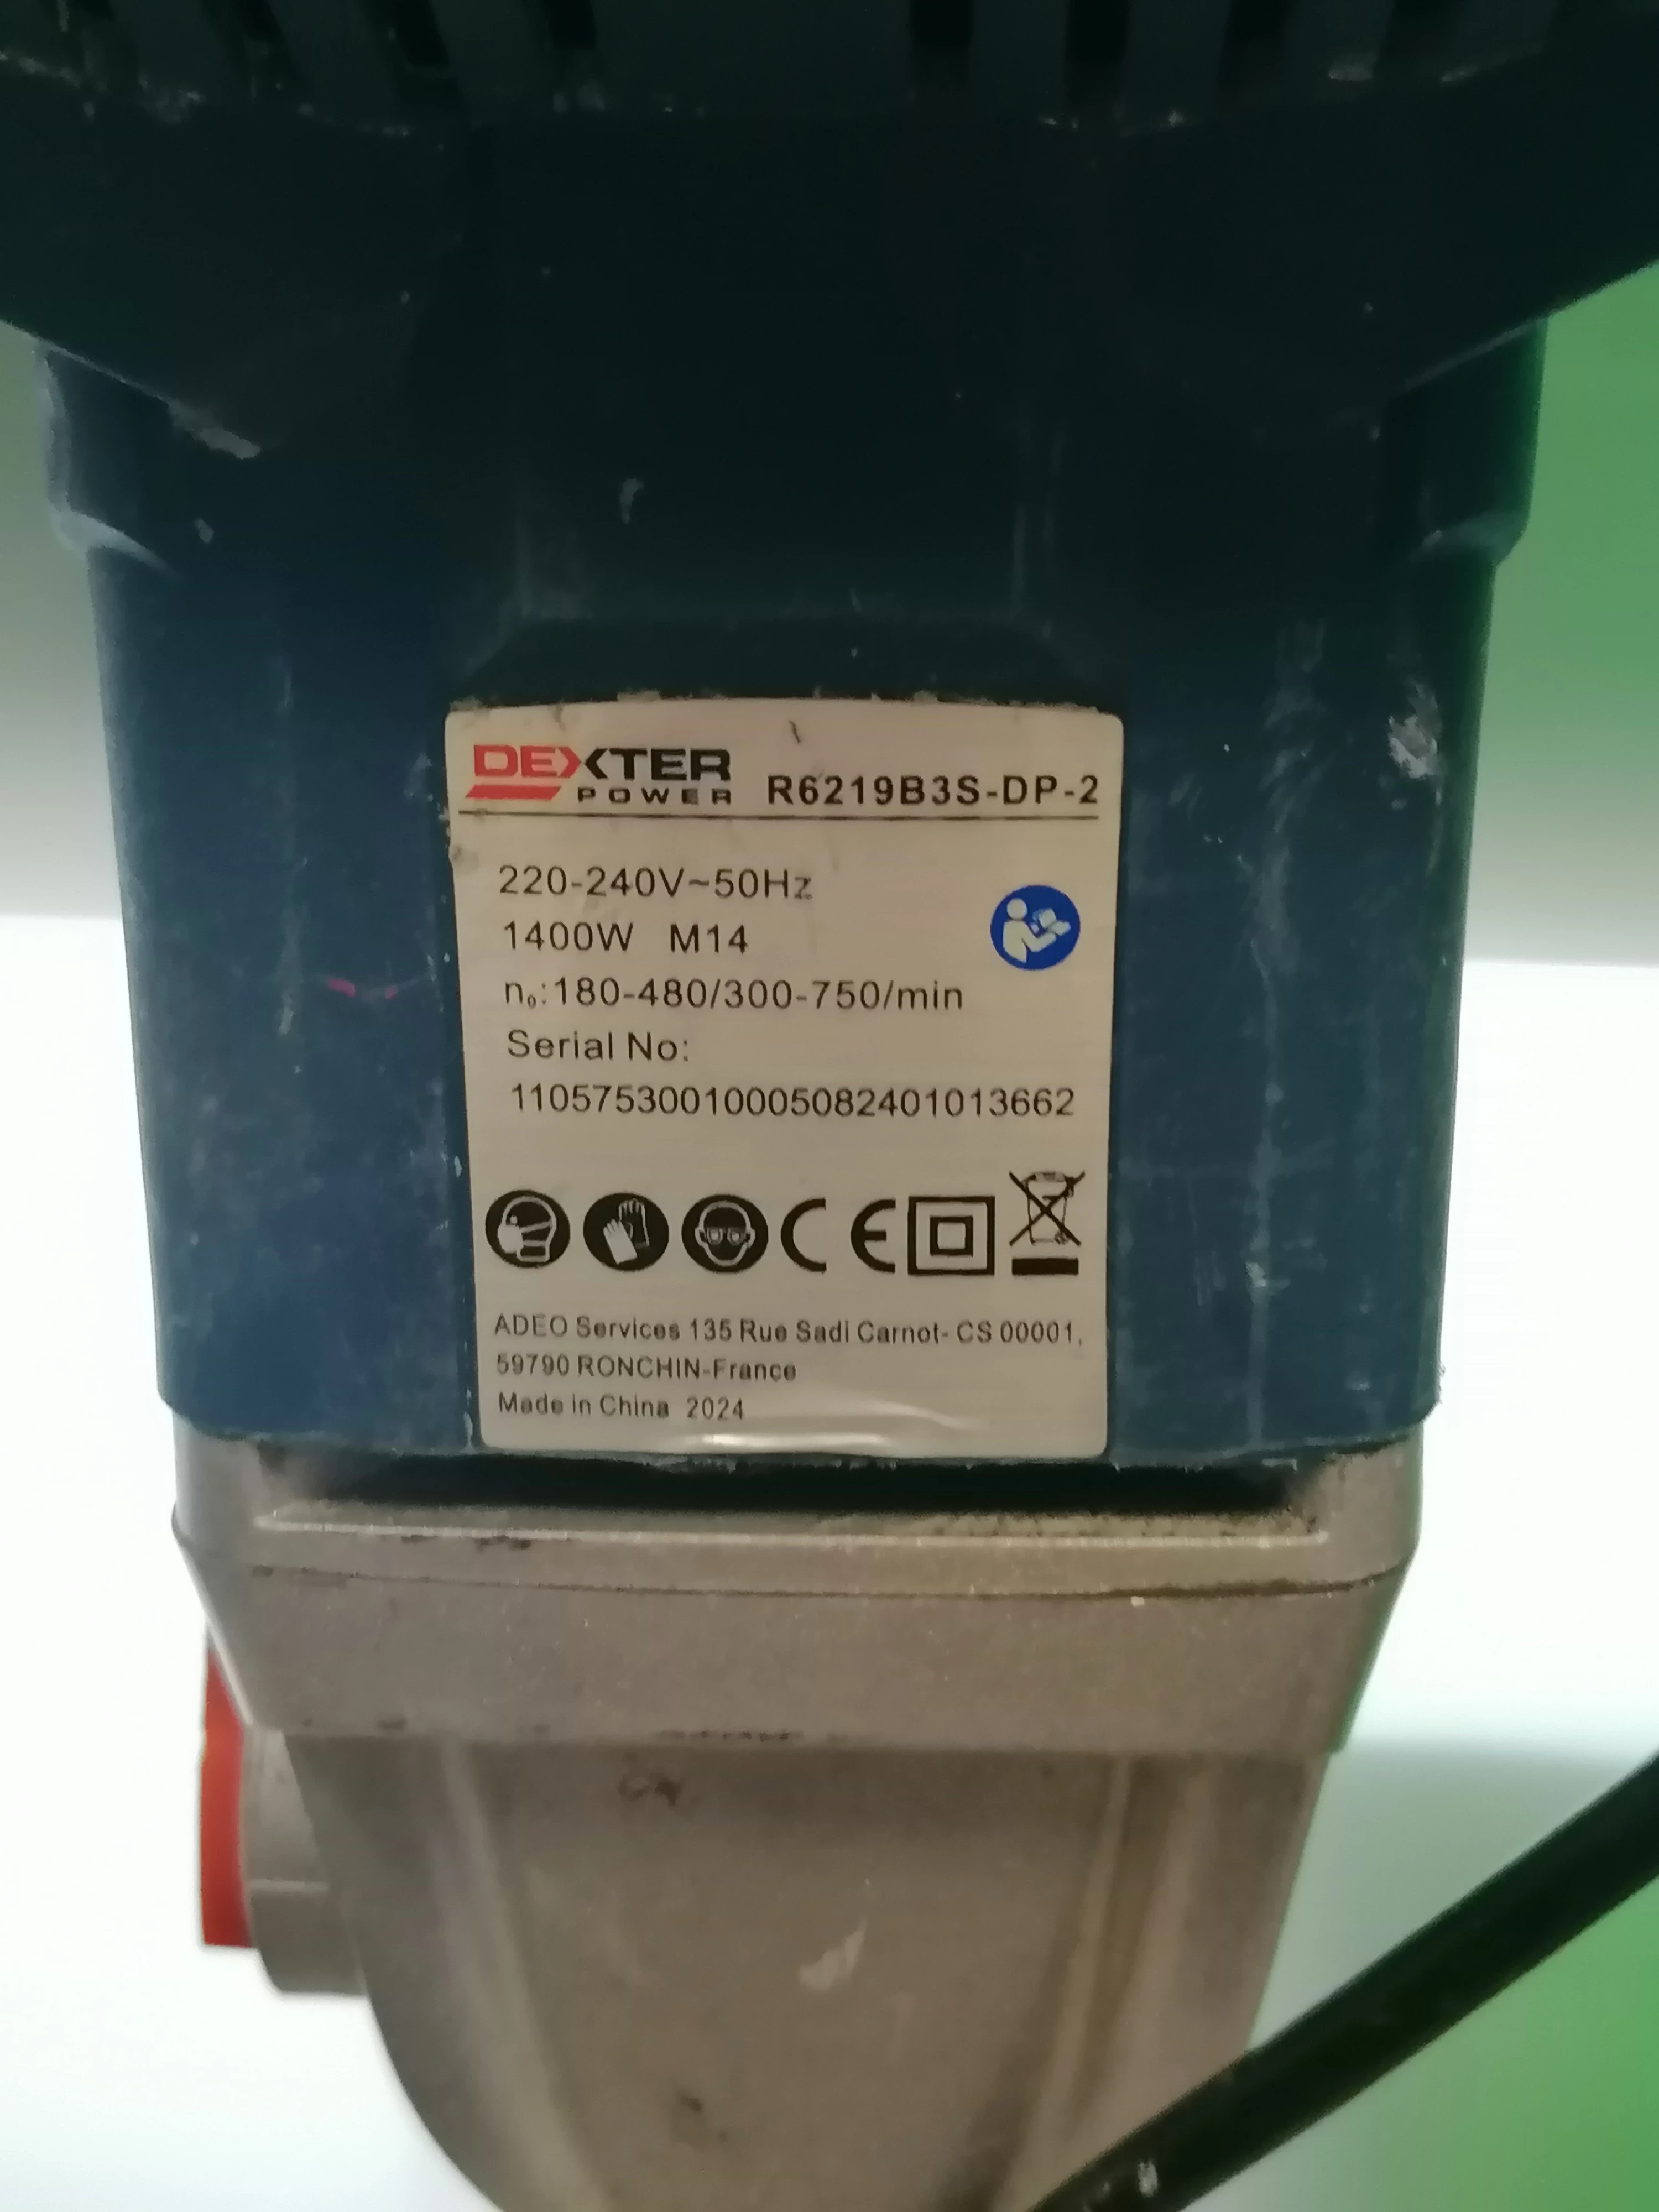 DEXTER
POWER R6219B3S-DP-2
220-240V~50Hz
1400W M14
n₀:180-480/300-750/min
Serial No:
11057530010005082401013662
CE
ADEO Services 135 Rue Sadi Carnot- CS 00001,
59790 RONCHIN-France
Made in China 2024